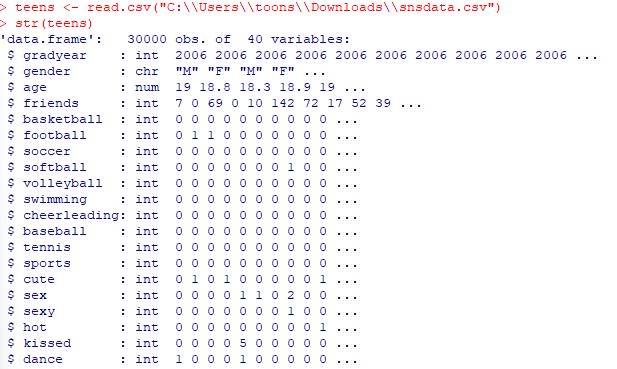 > teens <- read.csv("C:\\Users\\toons\\Downloads\\snsdata.csv")
> str(teens)
'data.frame':   30000 obs. of  40 variables:
 $ gradyear    : int  2006 2006 2006 2006 2006 2006 2006 2006 2006 2006 ...
 $ gender      : chr  "M" "F" "M" "F" ...
 $ age         : num  19 18.8 18.3 18.9 19 ...
 $ friends     : int  7 0 69 0 10 142 72 17 52 39 ...
 $ basketball  : int  0 0 0 0 0 0 0 0 0 0 ...
 $ football    : int  0 1 1 0 0 0 0 0 0 0 ...
 $ soccer      : int  0 0 0 0 0 0 0 0 0 0 ...
 $ softball    : int  0 0 0 0 0 0 0 1 0 0 ...
 $ volleyball  : int  0 0 0 0 0 0 0 0 0 0 ...
 $ swimming    : int  0 0 0 0 0 0 0 0 0 0 ...
 $ cheerleading: int  0 0 0 0 0 0 0 0 0 0 ...
 $ baseball    : int  0 0 0 0 0 0 0 0 0 0 ...
 $ tennis      : int  0 0 0 0 0 0 0 0 0 0 ...
 $ sports      : int  0 0 0 0 0 0 0 0 0 0 ...
 $ cute        : int  0 1 0 1 0 0 0 0 0 1 ...
 $ sex         : int  0 0 0 0 1 1 0 2 0 0 ...
 $ sexy        : int  0 0 0 0 0 0 0 1 0 0 ...
 $ hot         : int  0 0 0 0 0 0 0 0 0 1 ...
 $ kissed      : int  0 0 0 0 5 0 0 0 0 0 ...
 $ dance       : int  1 0 0 0 1 0 0 0 0 0 ...